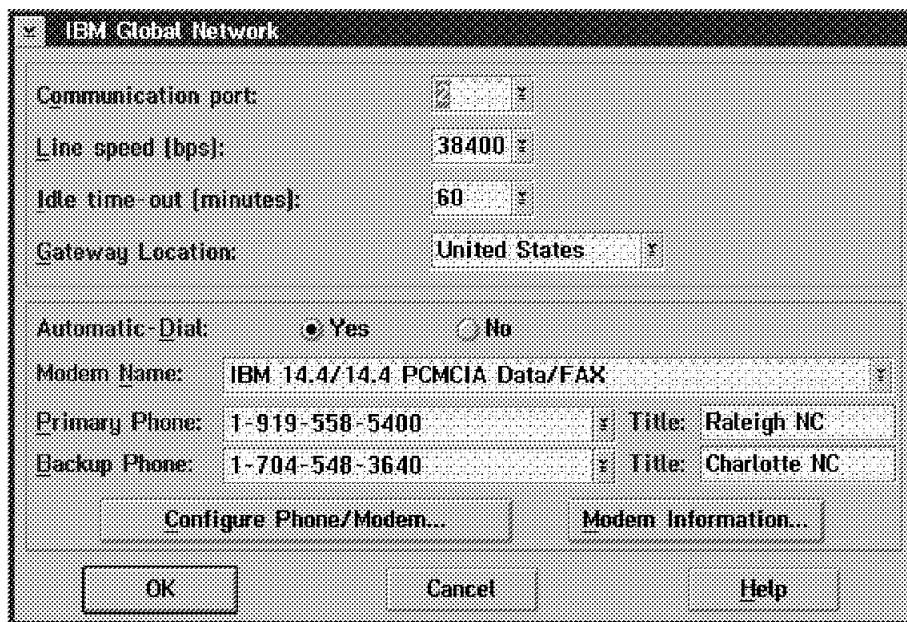 IBM Global Network
Communication port: 2
Line speed (bps): 38400
Idle time-out (minutes): 60
Gateway Location: United States
Automatic-Dial: Yes No
Modem Name: IBM 14.4/14.4 PCMCIA Data/FAX
Primary Phone: 1-919-558-5400 Title: Raleigh NC
Backup Phone: 1-704-548-3640 Title: Charlotte NC
Configure Phone/Modem... Modem Information...
OK Cancel Help